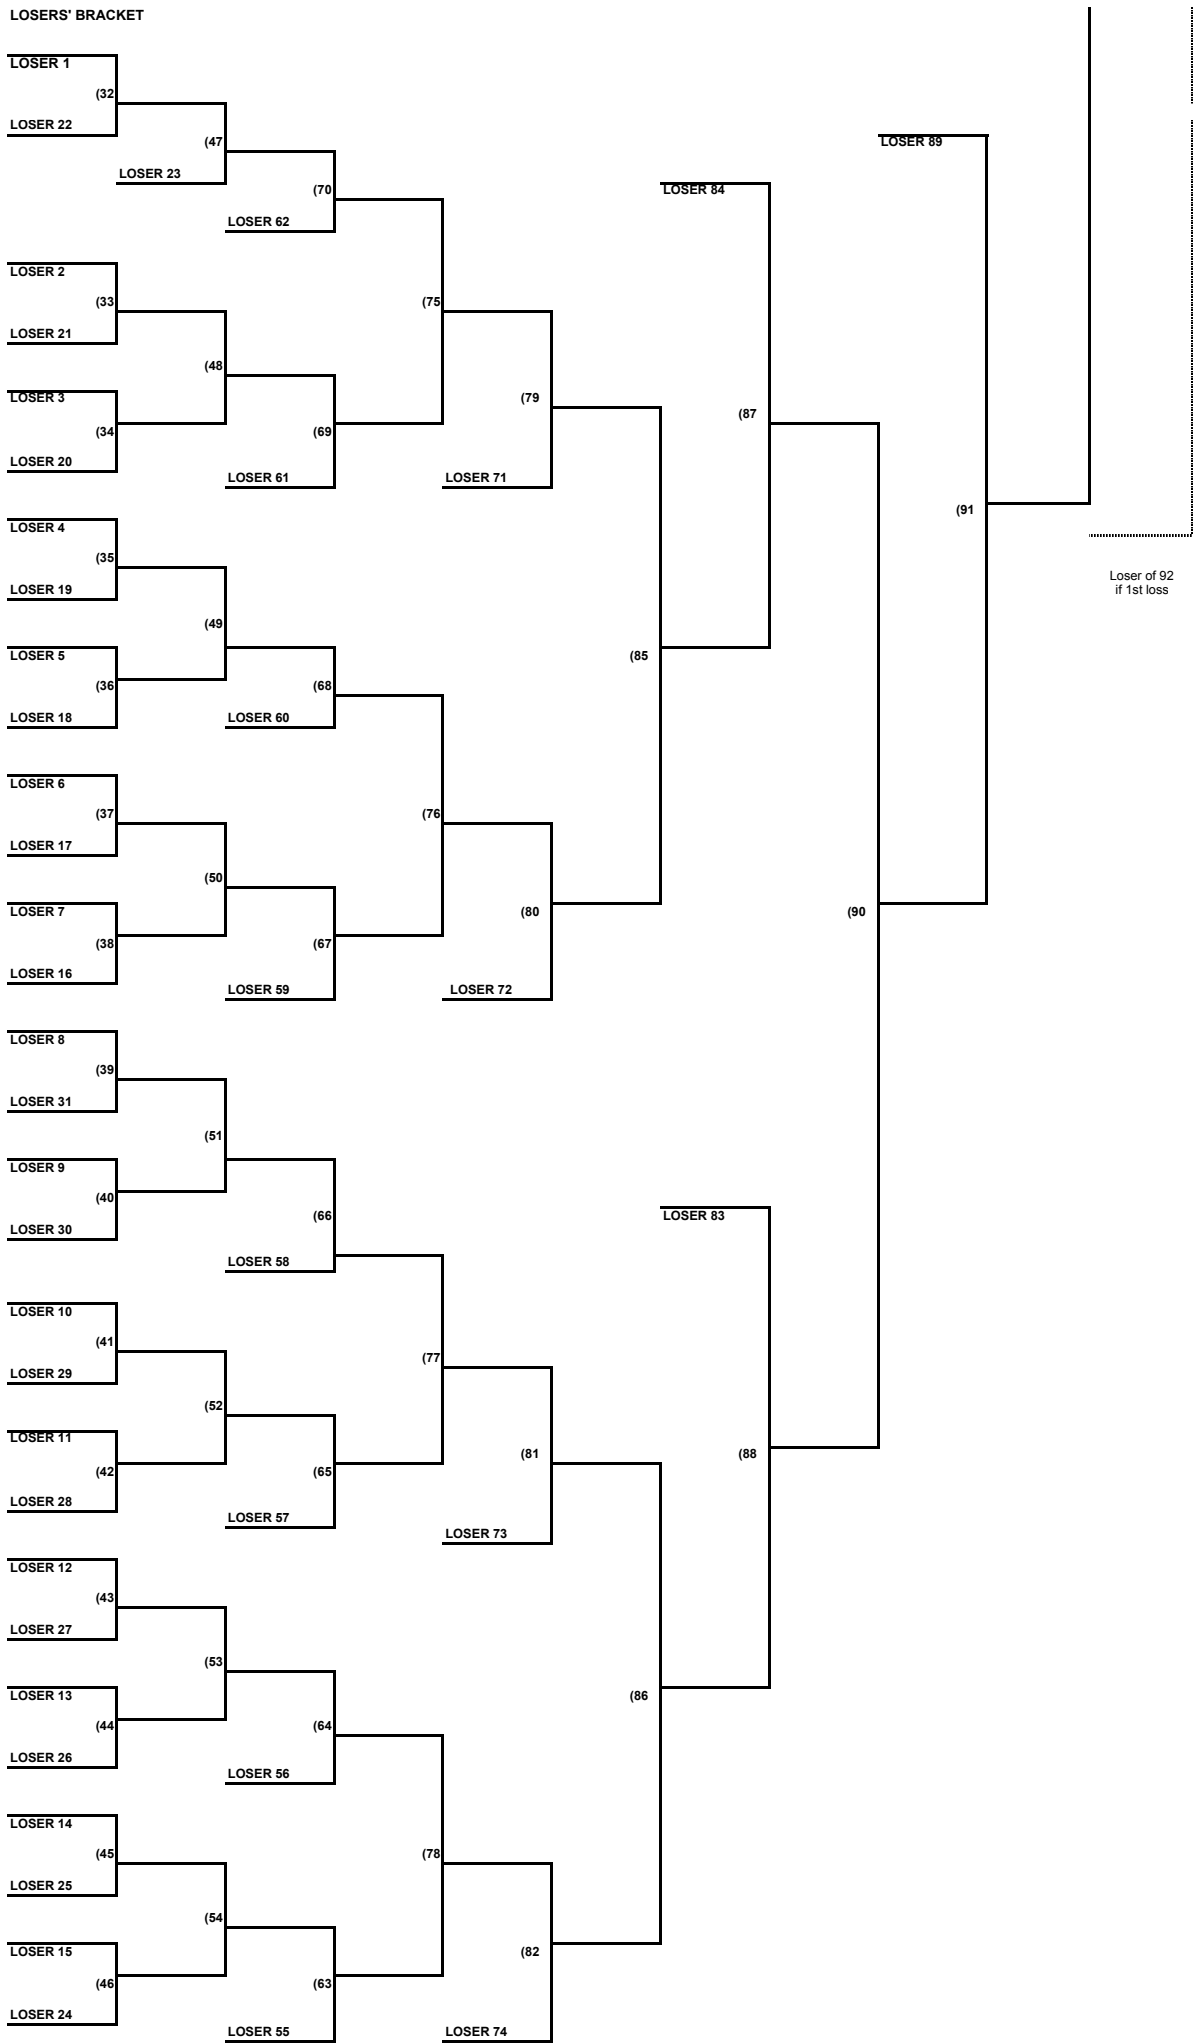 LOSERS' BRACKET
LOSER 1
(32
LOSER 22
(47
LOSER 89
LOSER 23
(70
LOSER 84
LOSER 62
LOSER 2
(33
(75
LOSER 21
(48
LOSER 3
(79
(87
(34
(69
LOSER 20
LOSER 61
LOSER 71
(91
LOSER 4
(35
Loser of 92
if 1st loss
LOSER 19
(49
LOSER 5
(85
(36
(68
LOSER 18
LOSER 60
LOSER 6
(37
(76
LOSER 17
(50
LOSER 7
(80
(90
(38
(67
LOSER 16
LOSER 59
LOSER 72
LOSER 8
(39
LOSER 31
(51
LOSER 9
(40
(66
LOSER 83
LOSER 30
LOSER 58
LOSER 10
(41
(77
LOSER 29
(52
LOSER 11
(81
(88
(42
(65
LOSER 28
LOSER 57
LOSER 73
LOSER 12
(43
LOSER 27
(53
LOSER 13
(86
(44
(64
LOSER 26
LOSER 56
LOSER 14
(45
(78
LOSER 25
(54
LOSER 15
(82
(46
(63
LOSER 24
LOSER 55
LOSER 74